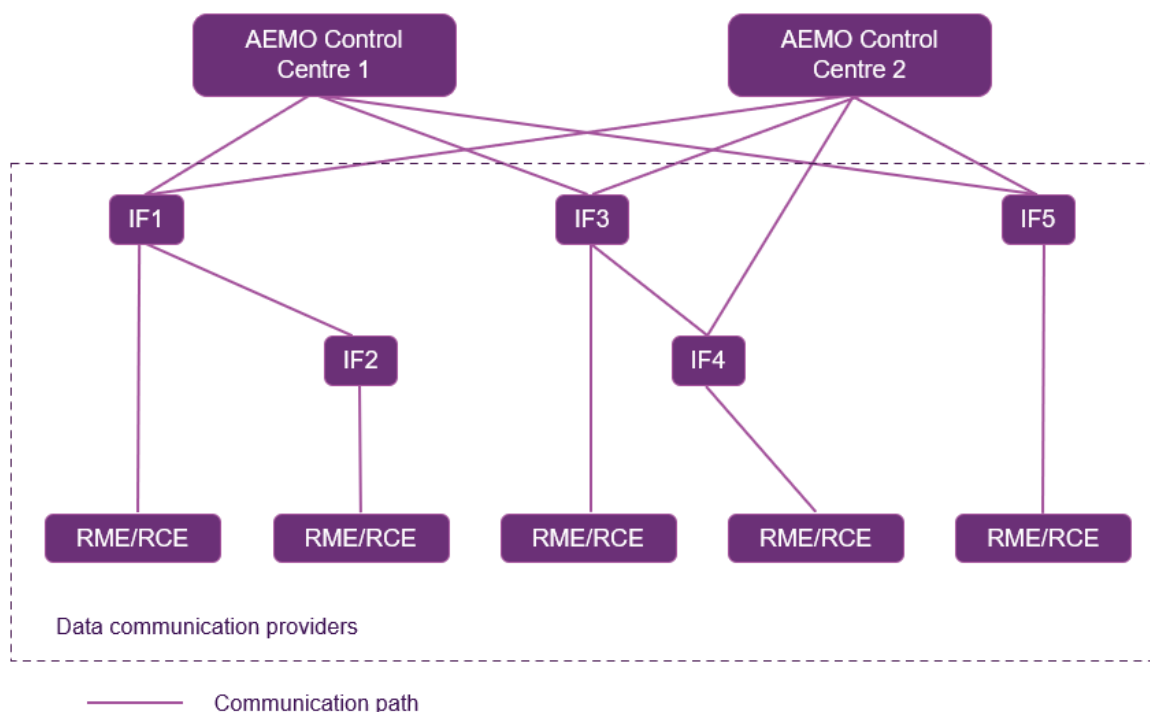 AEMO Control
Centre 1
AEMO Control
Centre 2
IF1
IF3
IF5
IF2
IF4
RME/RCE
RME/RCE
RME/RCE
RME/RCE
RME/RCE
Data communication providers
Communication path